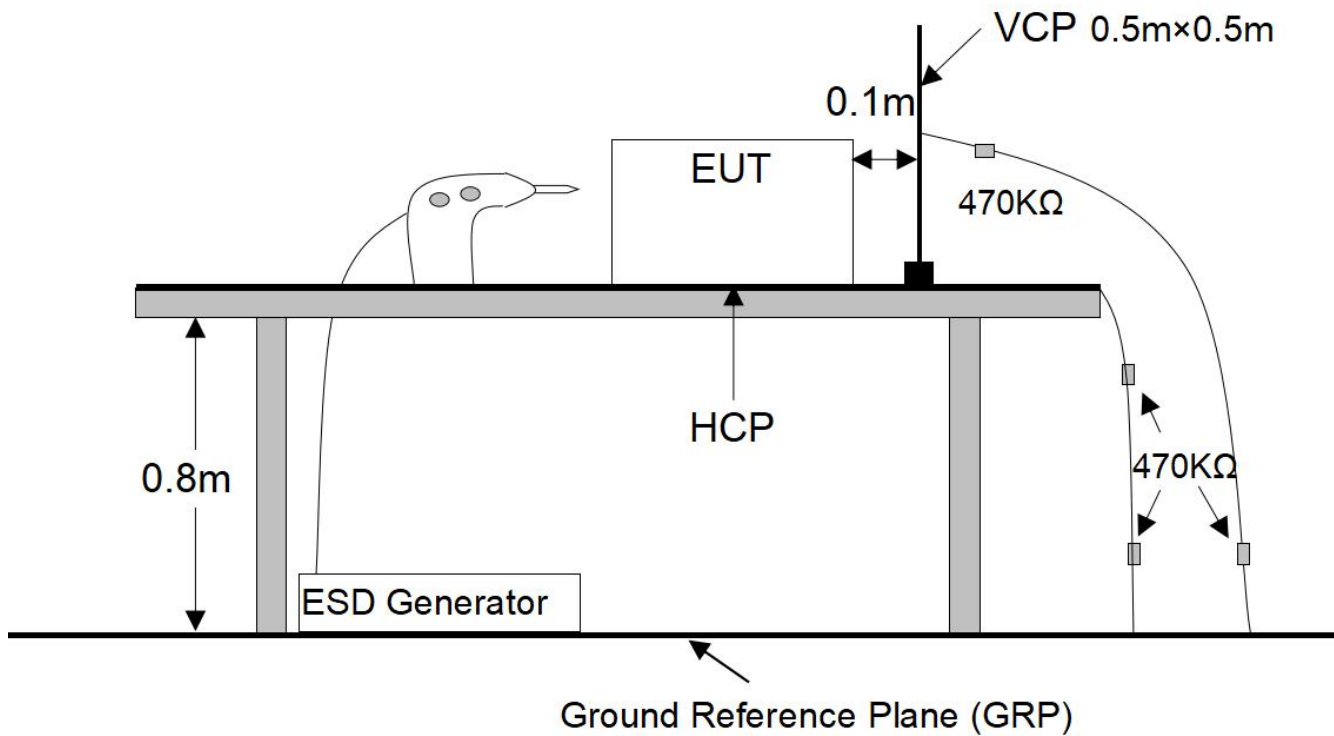 VCP 0.5m×0.5m
0.1m
EUT
470KΩ
HCP
0.8m
470KΩ
ESD Generator
Ground Reference Plane (GRP)